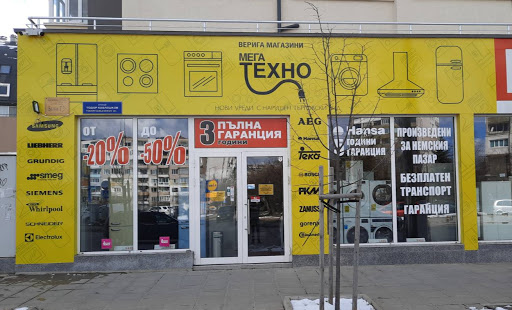 ВЕРИГА МАГАЗИНИ
МЕГА
ТЕХНО
НОВИ УРЕДИ С НАРУШЕН ТЪРГОВСКИ ВИД
SAMSUNG
LIEBHERR
GRUNDIG
smeg
SIEMENS
Whirlpool
SCHNEIDER
Electrolux
ОТ
20%
ДО
50%
3 ПЪЛНА
ГАРАНЦИЯ
ГОДИНИ
AEG
Hansa
teka
BOSCH
PKM
ZANUSSI
gorenje
Hansa
ГОДИНИ
ГАРАНЦИЯ
ПРОИЗВЕДЕНИ
ЗА НЕМСКИЯ
ПАЗАР
БЕЗПЛАТЕН
ТРАНСПОРТ
ГАРАНЦИЯ